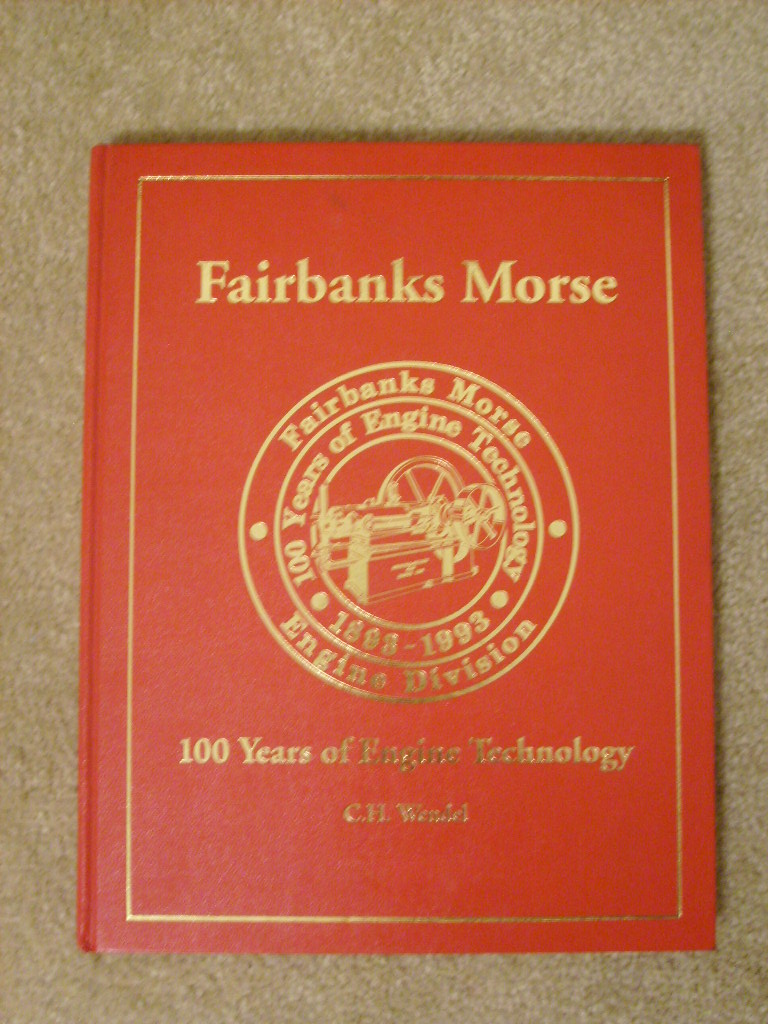 Fairbanks Morse
Fairbanks Morse
100 Years of Engine Technology
1893-1993
Engine Division
100 Years of Engine Technology
C.H. Wendel